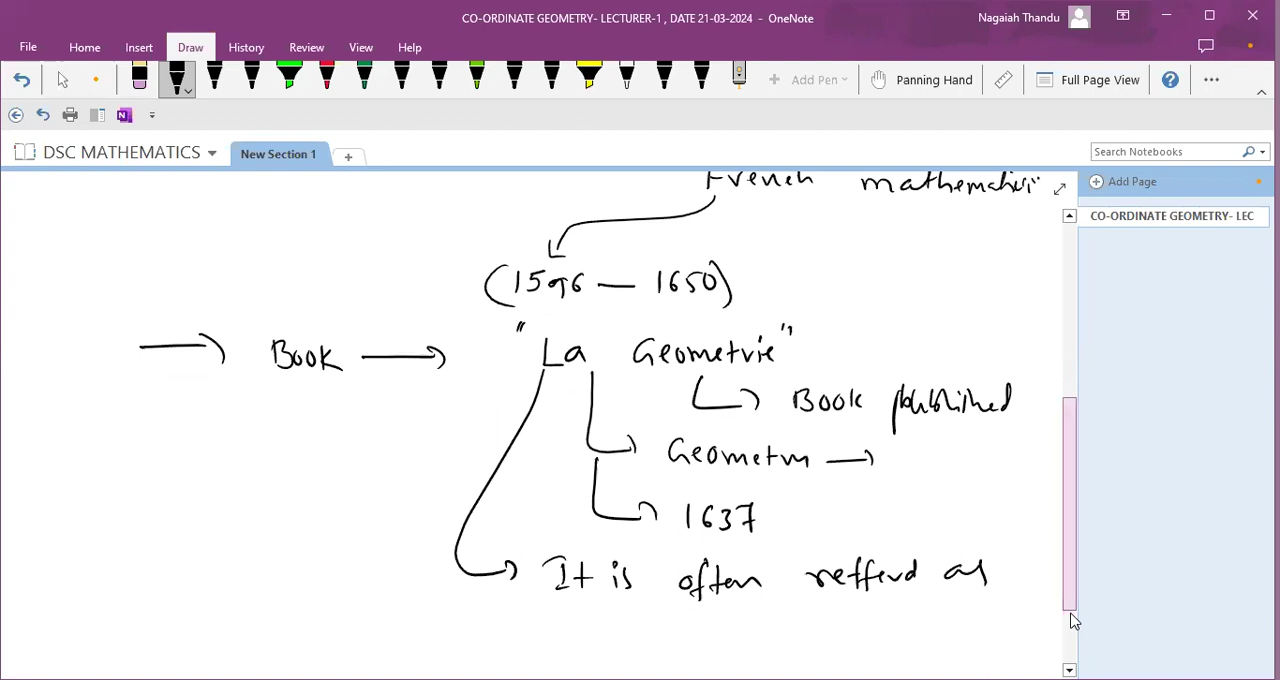 CO-ORDINATE GEOMETRY- LECTURER-1 , DATE 21-03-2024 - OneNote
Nagaiah Thandu
File Home Insert Draw History Review View Help
Add Pen Panning Hand Full Page View
DSC MATHEMATICS New Section 1
Search Notebooks
Add Page
CO-ORDINATE GEOMETRY- LEC
French mathematici
(1596 — 1650)
Book "La Geometrie"
Book published
Geometry
1637
It is often refferd as